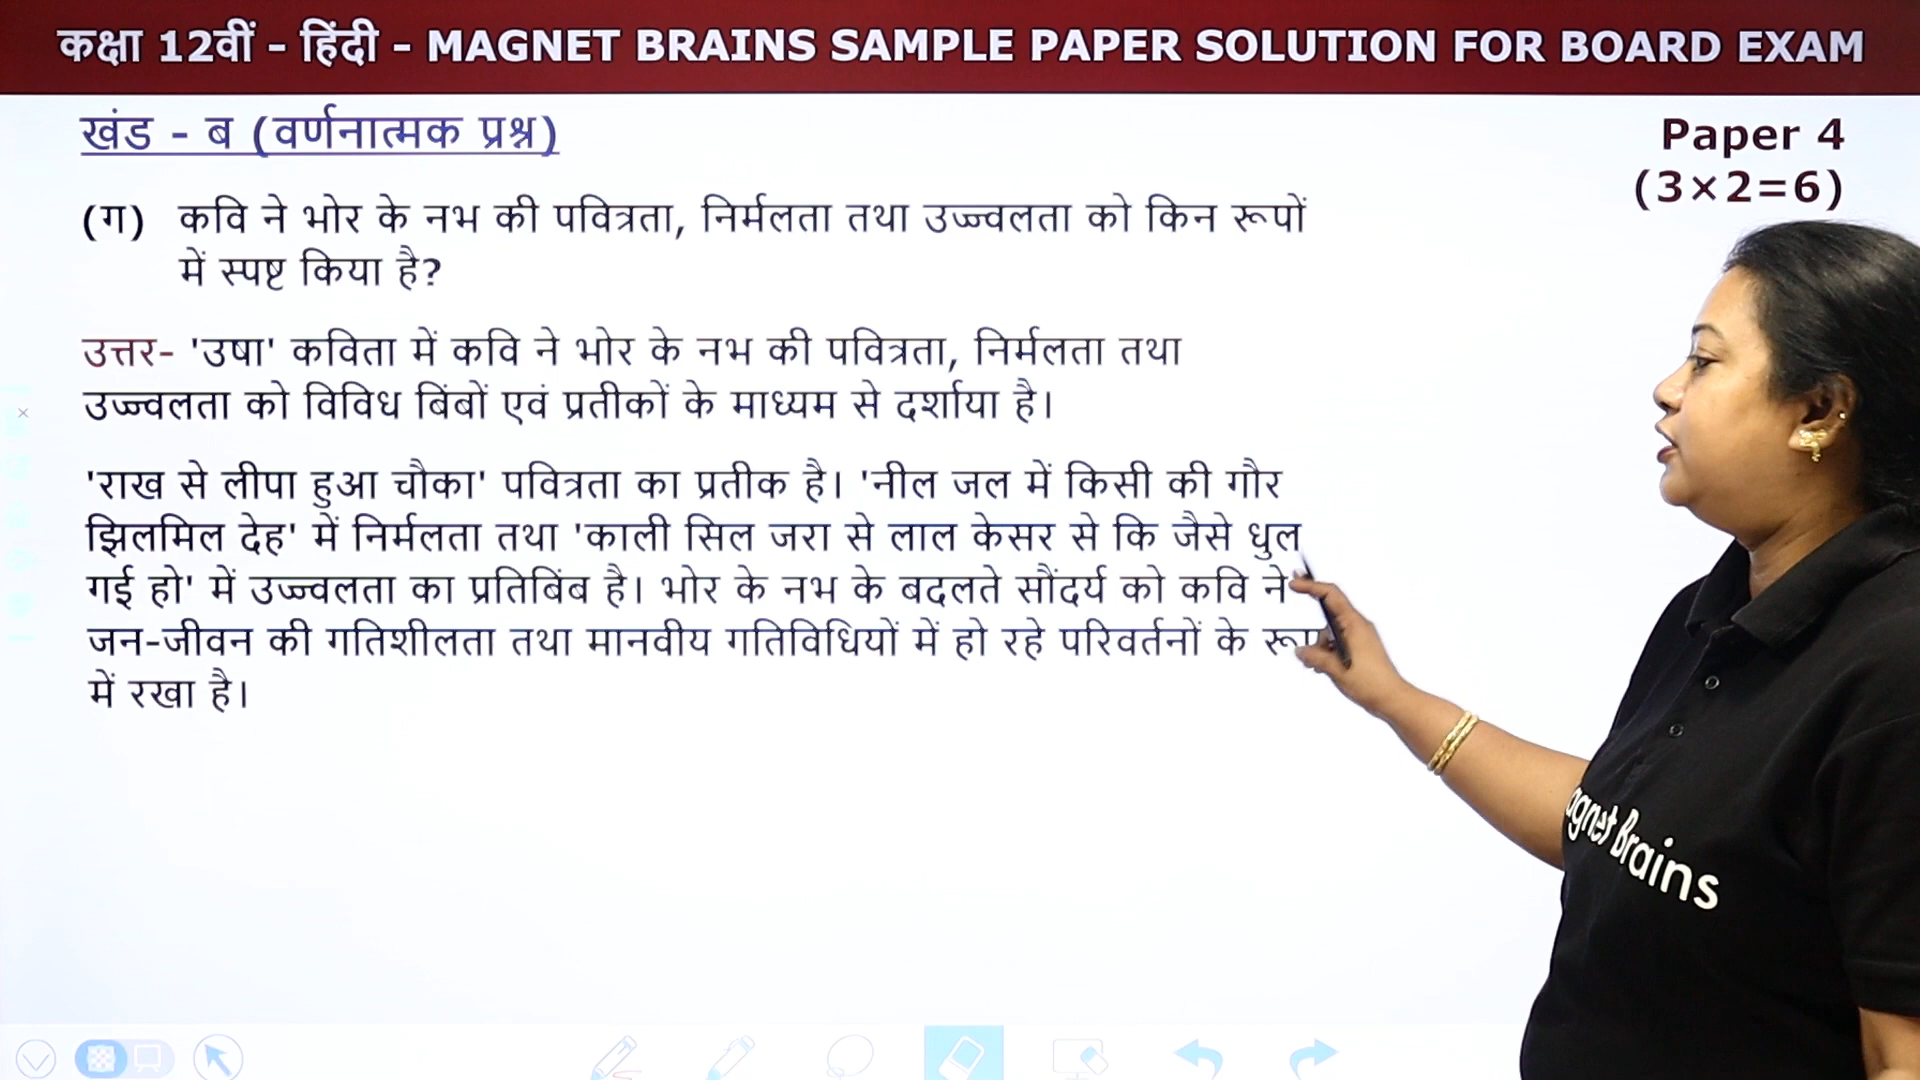 कक्षा 12वीं - हिंदी - MAGNET BRAINS SAMPLE PAPER SOLUTION FOR BOARD EXAM
खंड - ब (वर्णनात्मक प्रश्न)
Paper 4
(3×2=6)
(ग) कवि ने भोर के नभ की पवित्रता, निर्मलता तथा उज्ज्वलता को किन रूपों
में स्पष्ट किया है?
उत्तर- 'उषा' कविता में कवि ने भोर के नभ की पवित्रता, निर्मलता तथा
उज्ज्वलता को विविध बिंबों एवं प्रतीकों के माध्यम से दर्शाया है।
'राख से लीपा हुआ चौका' पवित्रता का प्रतीक है। 'नील जल में किसी की गौर
झिलमिल देह' में निर्मलता तथा 'काली सिल जरा से लाल केसर से कि जैसे धुल
गई हो' में उज्ज्वलता का प्रतिबिंब है। भोर के नभ के बदलते सौंदर्य को कवि ने
जन-जीवन की गतिशीलता तथा मानवीय गतिविधियों में हो रहे परिवर्तनों के
में रखा है।
Brains